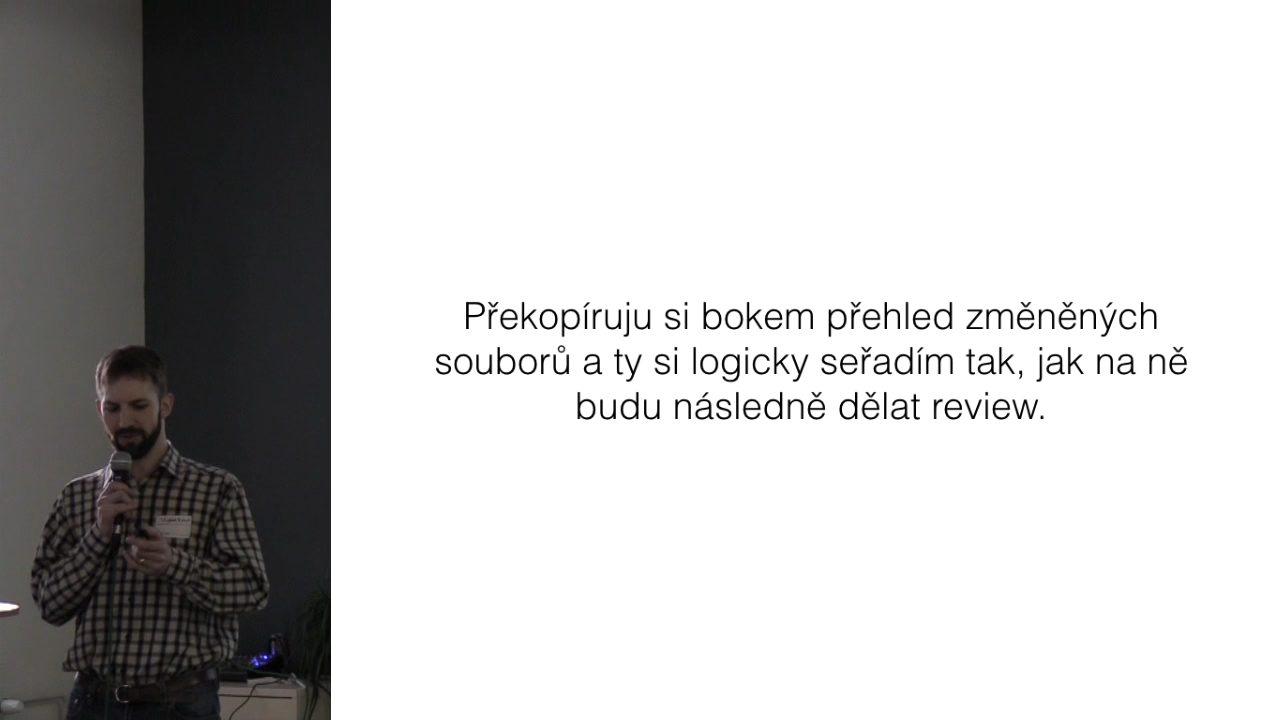 Překopíruju si bokem přehled změněných
souborů a ty si logicky seřadím tak, jak na ně
budu následně dělat review.